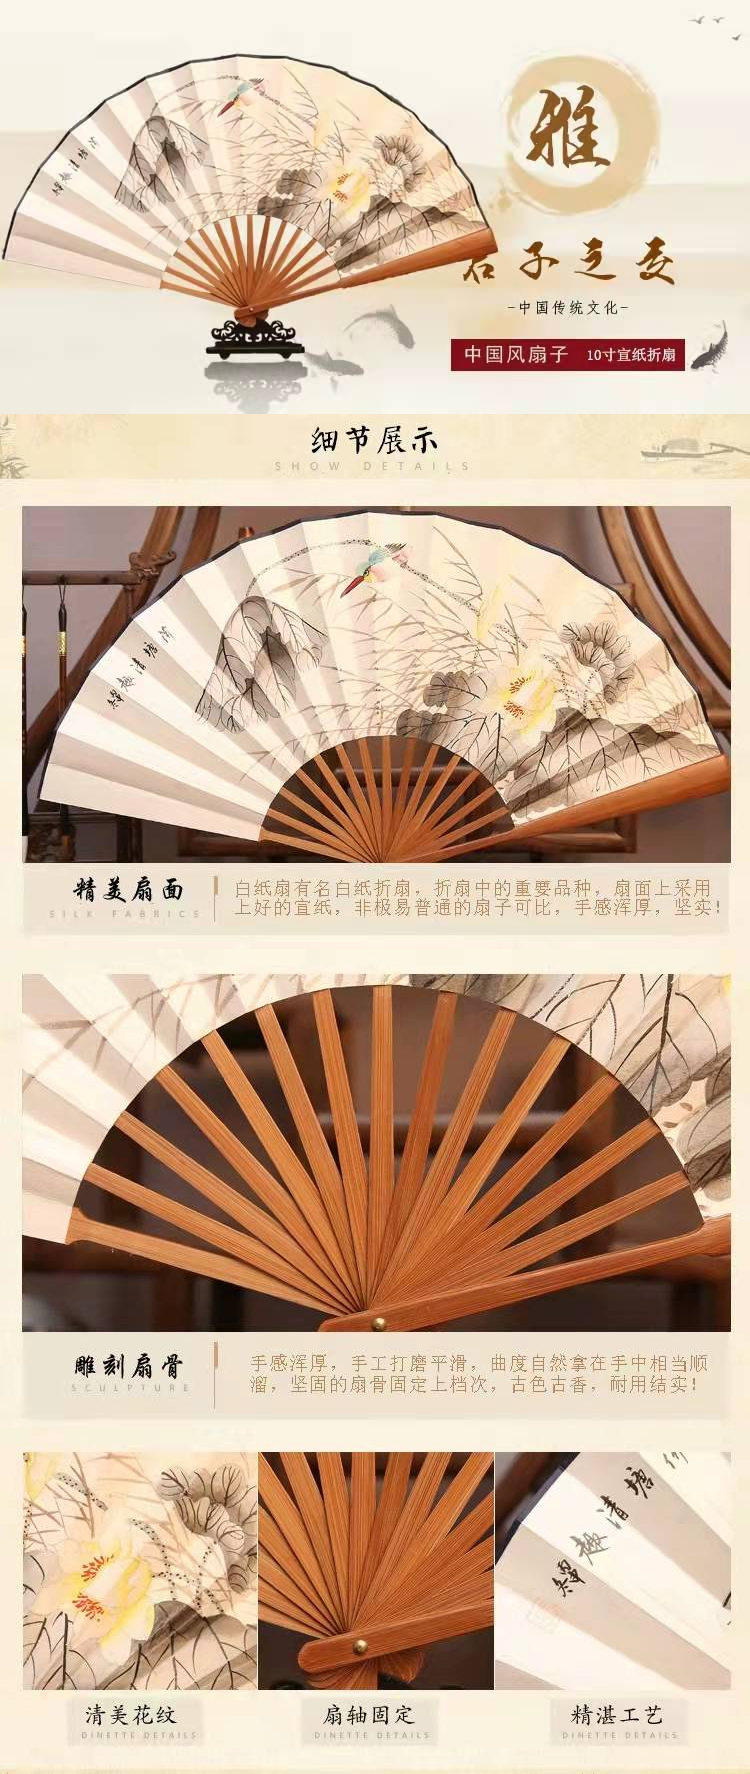 雅
君子之交
-中国传统文化-
中国风扇子 10寸宣纸折扇
细节展示
SHOW DETAILS
荷塘清趣
精美扇面
SILK FABRICS
白纸扇有名白纸折扇，折扇中的重要品种，扇面上采用
上好的宣纸，非极易普通的扇子可比，手感浑厚，坚实！
雕刻扇骨
SCULPTURE
手感浑厚，手工打磨平滑，曲度自然拿在手中相当顺
溜，坚固的扇骨固定上档次，古色古香，耐用结实！
塘清趣
清美花纹
DINETTE DETAILS
扇轴固定
DINETTE DETAILS
精湛工艺
DINETTE DETAILS